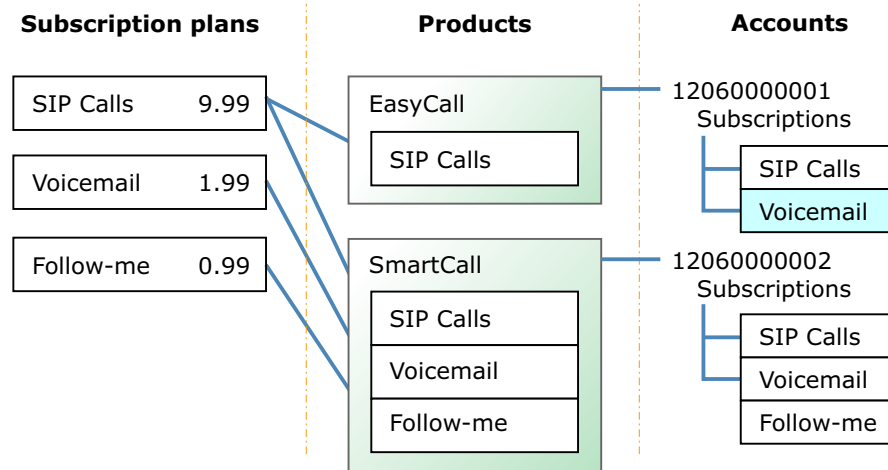 Subscription plans
Products
Accounts
SIP Calls 9.99
Voicemail 1.99
Follow-me 0.99
EasyCall
SIP Calls
SmartCall
SIP Calls
Voicemail
Follow-me
12060000001
Subscriptions
SIP Calls
Voicemail
12060000002
Subscriptions
SIP Calls
Voicemail
Follow-me